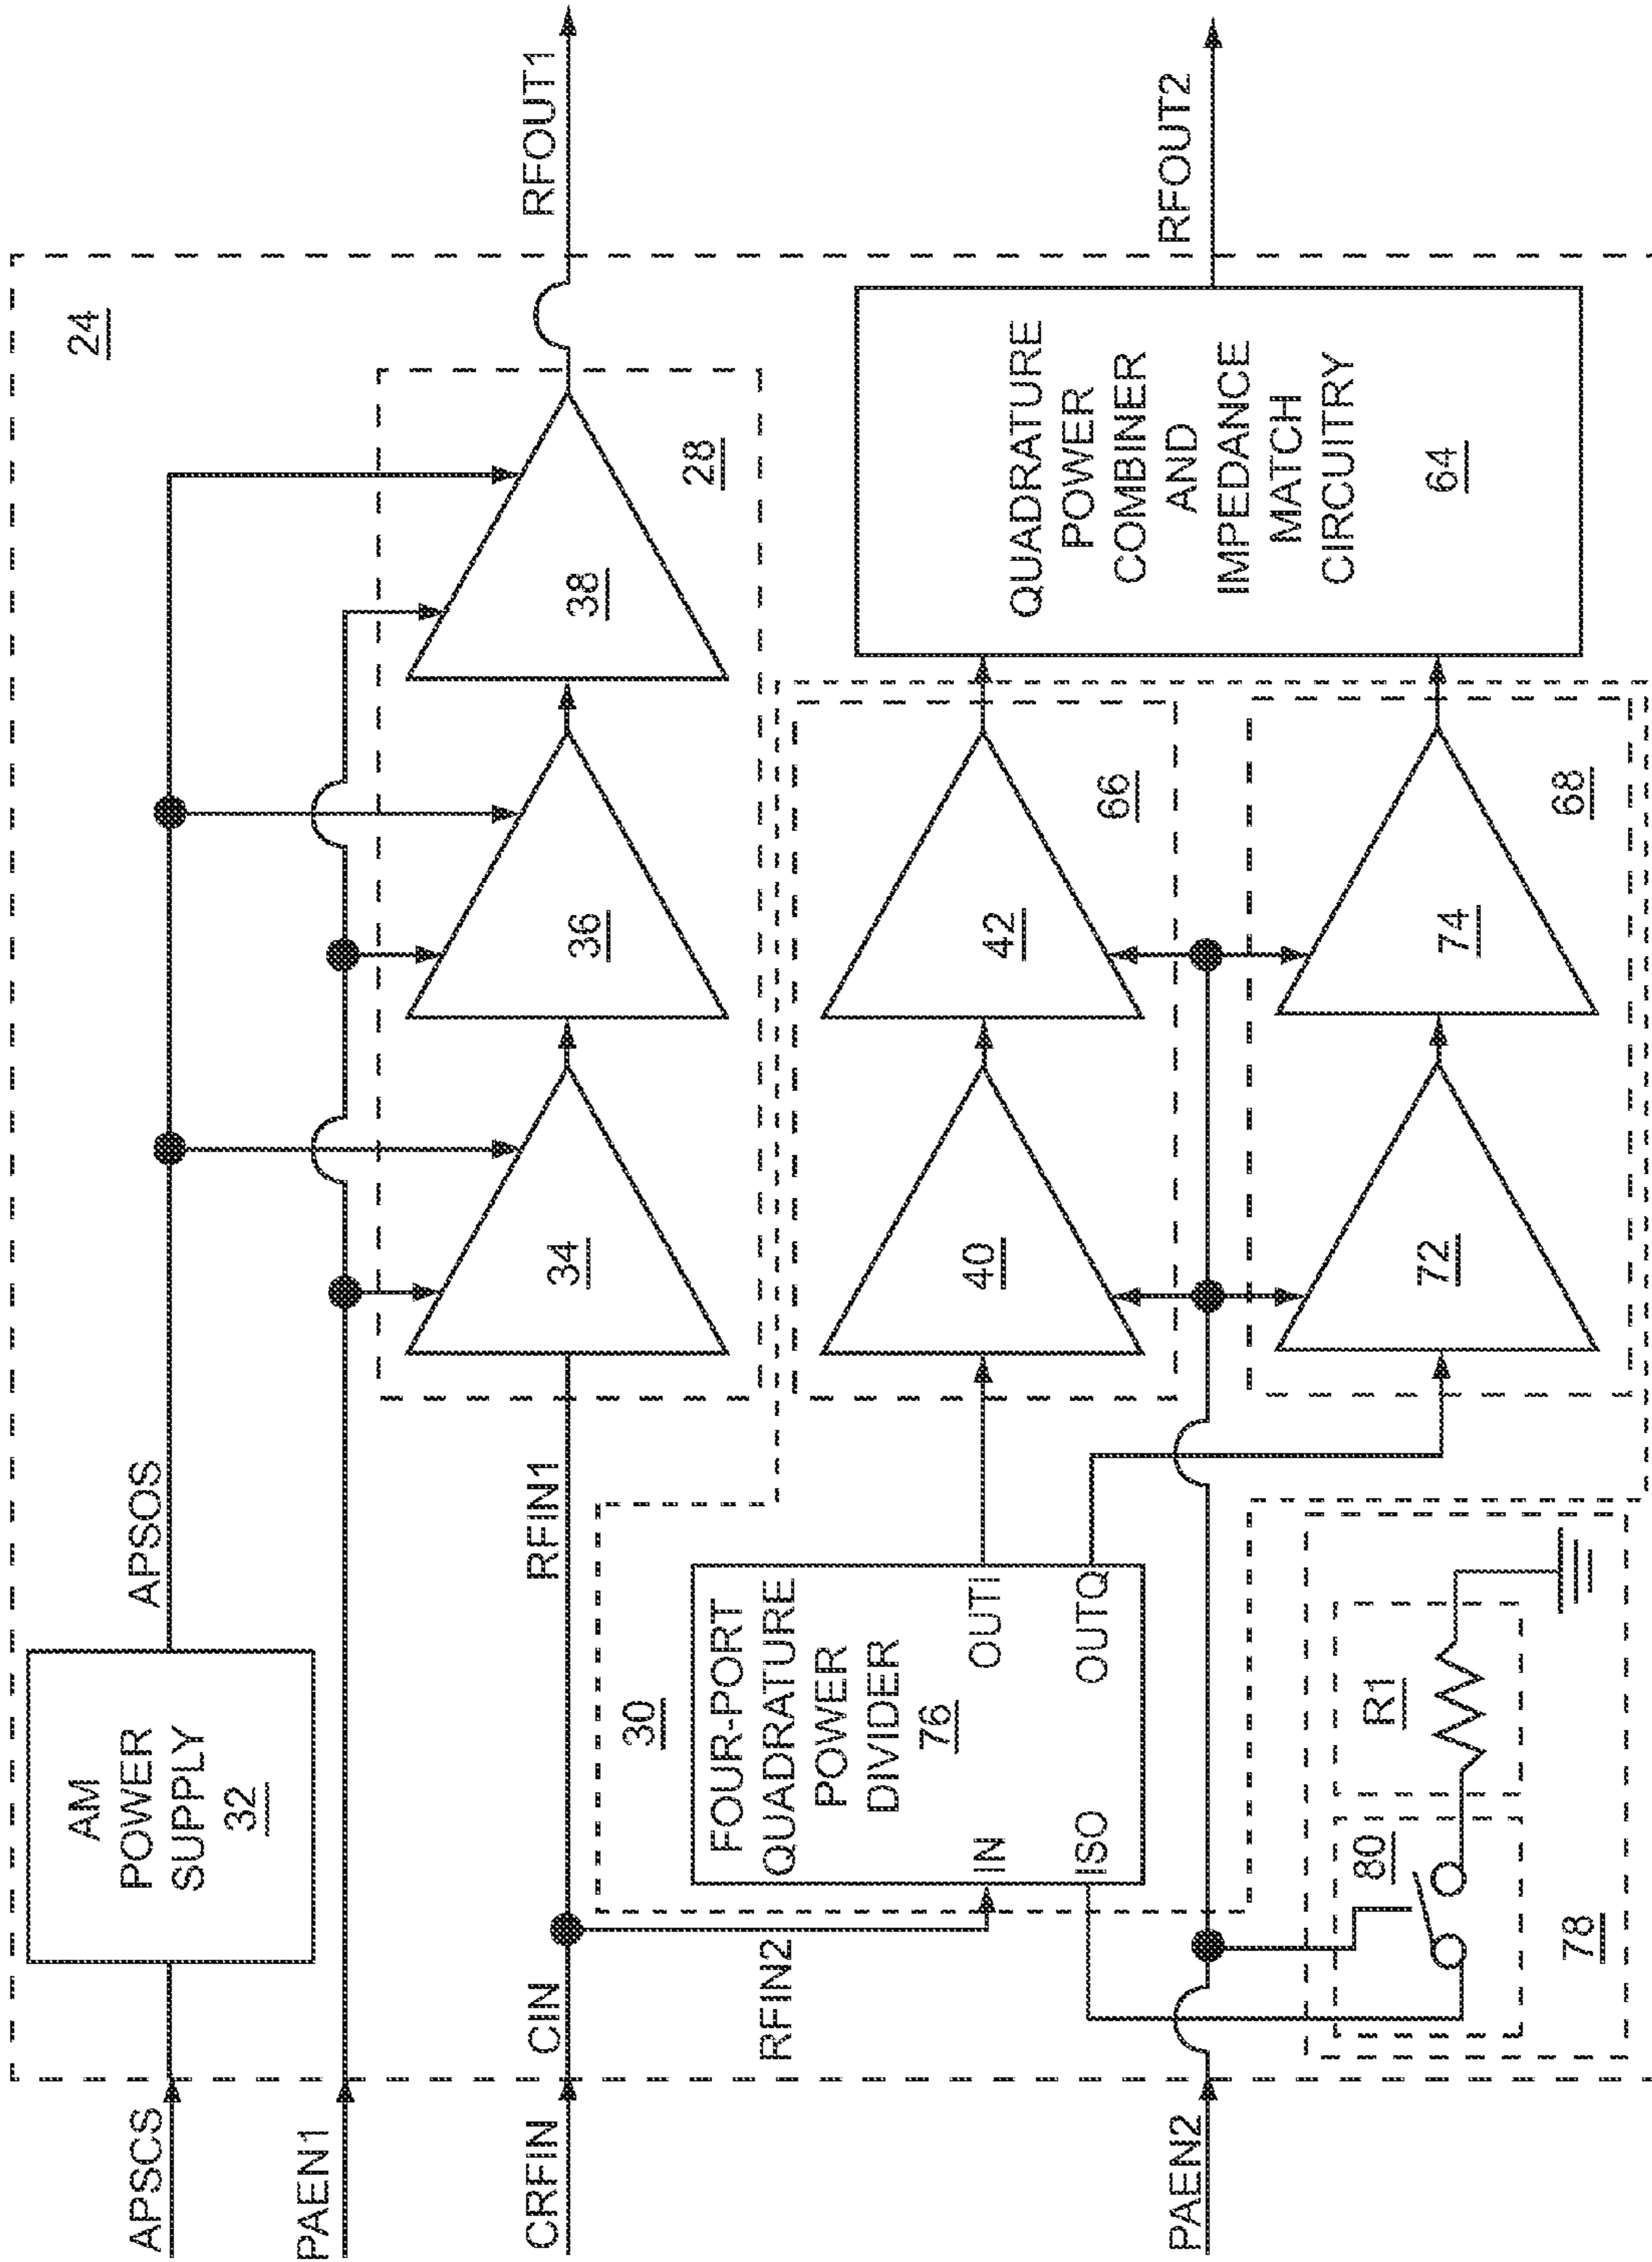 24
APSCS
AM
POWER
SUPPLY
32
APSOS
PAEN1
CRFIN
CIN
RFIN1
34
36
38
28
RFOUT1
RFIN2
30
FOUR-PORT
QUADRATURE
POWER
DIVIDER
76
IN
ISO
OUTI
OUTQ
40
42
66
QUADRATURE
POWER
COMBINER
AND
IMPEDANCE
MATCH
CIRCUITRY
64
RFOUT2
PAEN2
72
74
68
80
R1
78